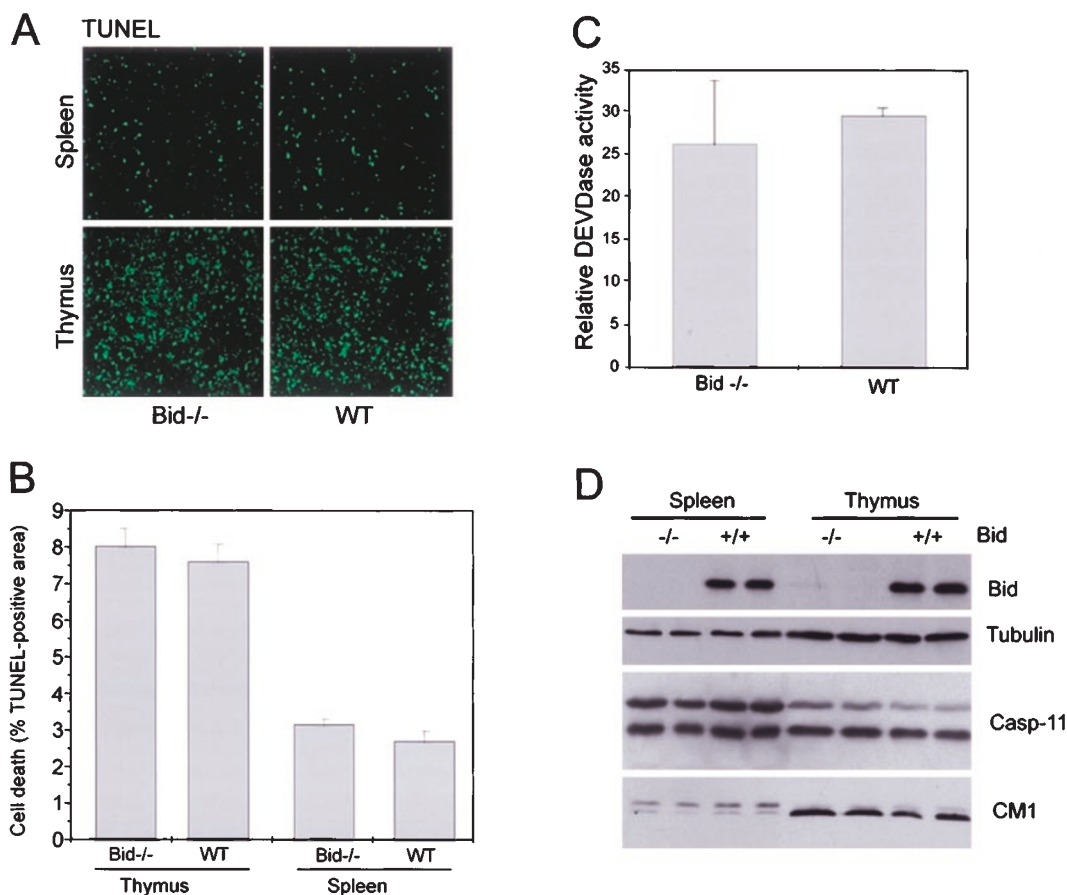 A
TUNEL
Spleen
Thymus
Bid-/-
WT
B
Cell death (% TUNEL-positive area)
9
8
7
6
5
3
2
1
0
Bid-/-
WT
Bid-/-
WT
Thymus
Spleen
C
Relative DEVDase activity
35
30
25
20
15
10
5
0
Bid -/-
WT
D
Spleen
Thymus
-/-
+/+
-/-
+/+
Bid
Bid
Tubulin
Casp-11
CM1